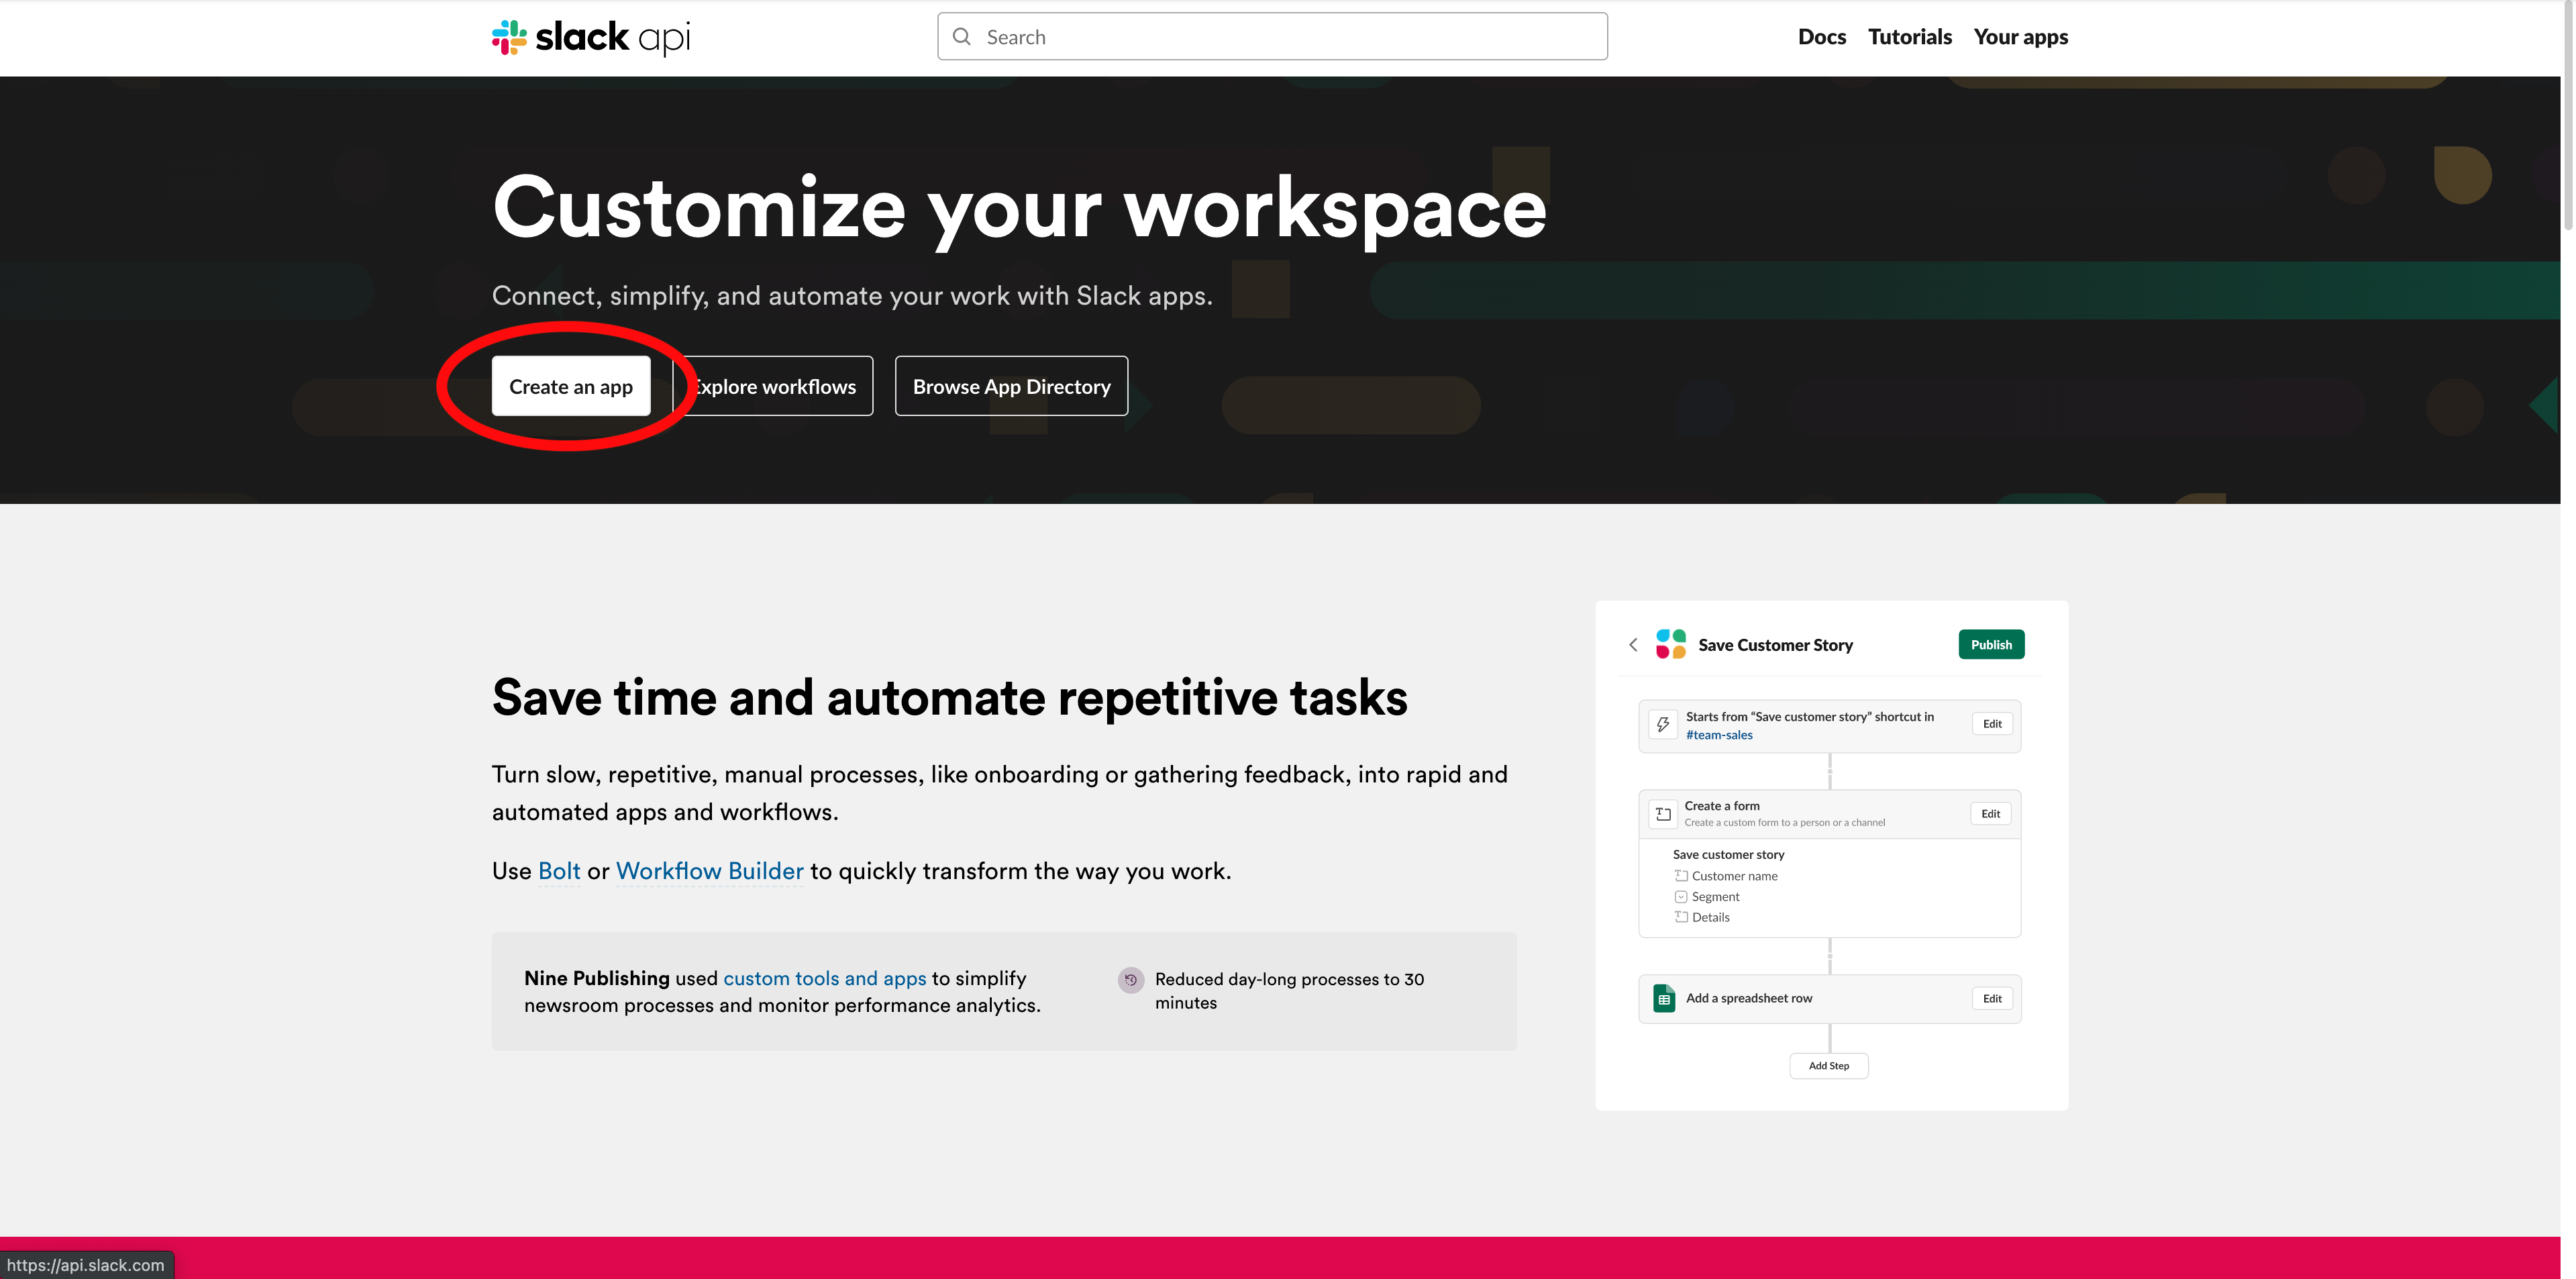 slack api
Search
Docs Tutorials Your apps
Customize your workspace
Connect, simplify, and automate your work with Slack apps.
Create an app
Explore workflows
Browse App Directory
Save time and automate repetitive tasks
Turn slow, repetitive, manual processes, like onboarding or gathering feedback, into rapid and
automated apps and workflows.
Use Bolt or Workflow Builder to quickly transform the way you work.
Nine Publishing used custom tools and apps to simplify
newsroom processes and monitor performance analytics.
Reduced day-long processes to 30
minutes
Save Customer Story
Publish
Starts from “Save customer story” shortcut in
#team-sales
Edit
Create a form
Create a custom form to a person or a channel
Edit
Save customer story
Customer name
Segment
Details
Add a spreadsheet row
Edit
Add Step
https://api.slack.com